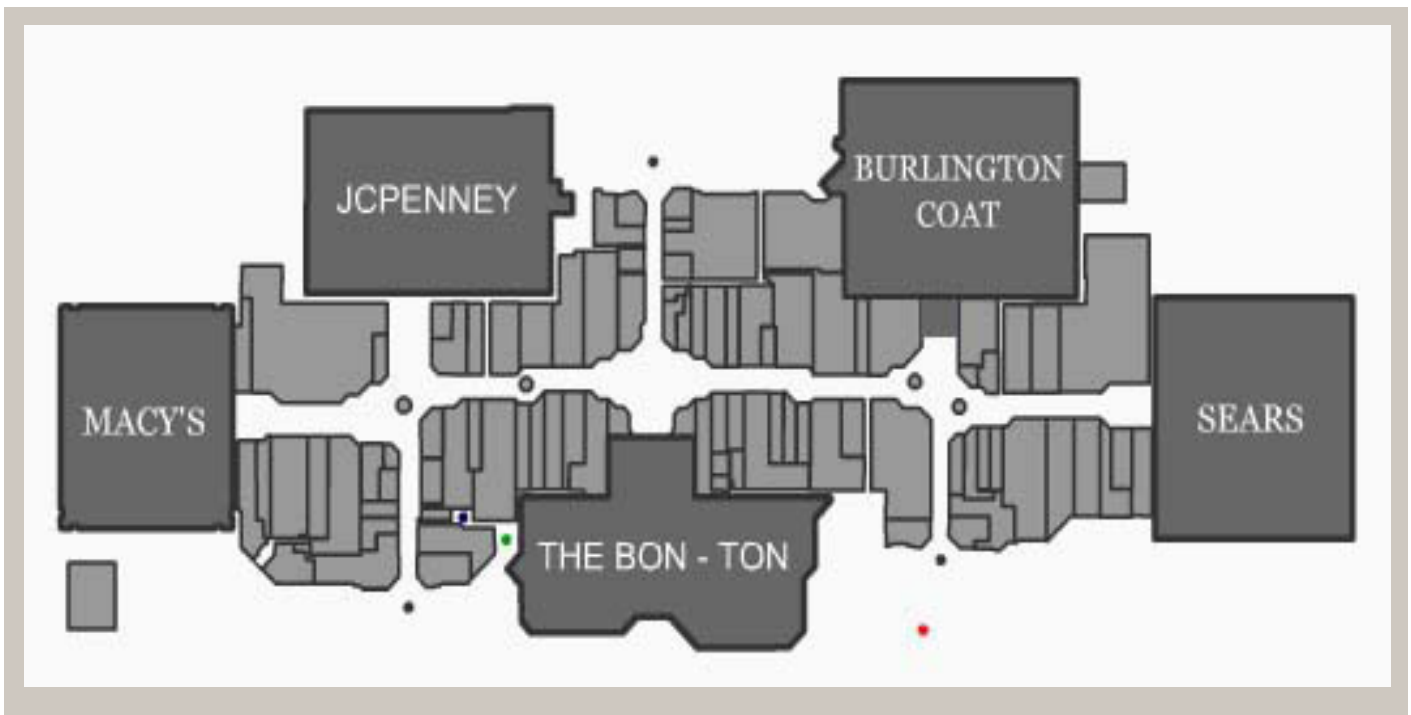 JCPENNEY
BURLINGTON
COAT
MACY'S
SEARS
THE BON - TON